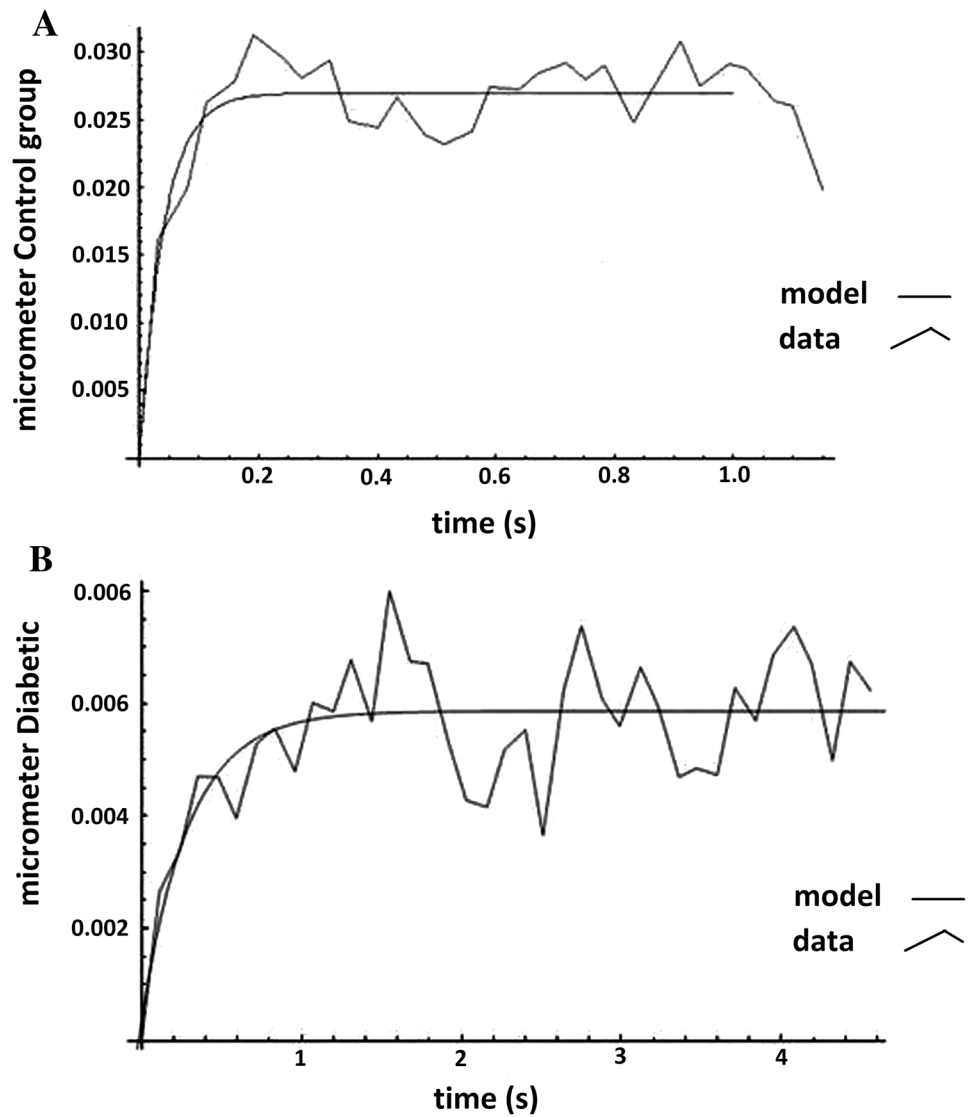 A
micrometer Control group
0.030
0.025
0.020
0.015
0.010
0.005
0.2 0.4 0.6 0.8 1.0
time (s)
model
data
B
micrometer Diabetic
0.006
0.006
0.004
0.002
1 2 3 4
time (s)
model
data